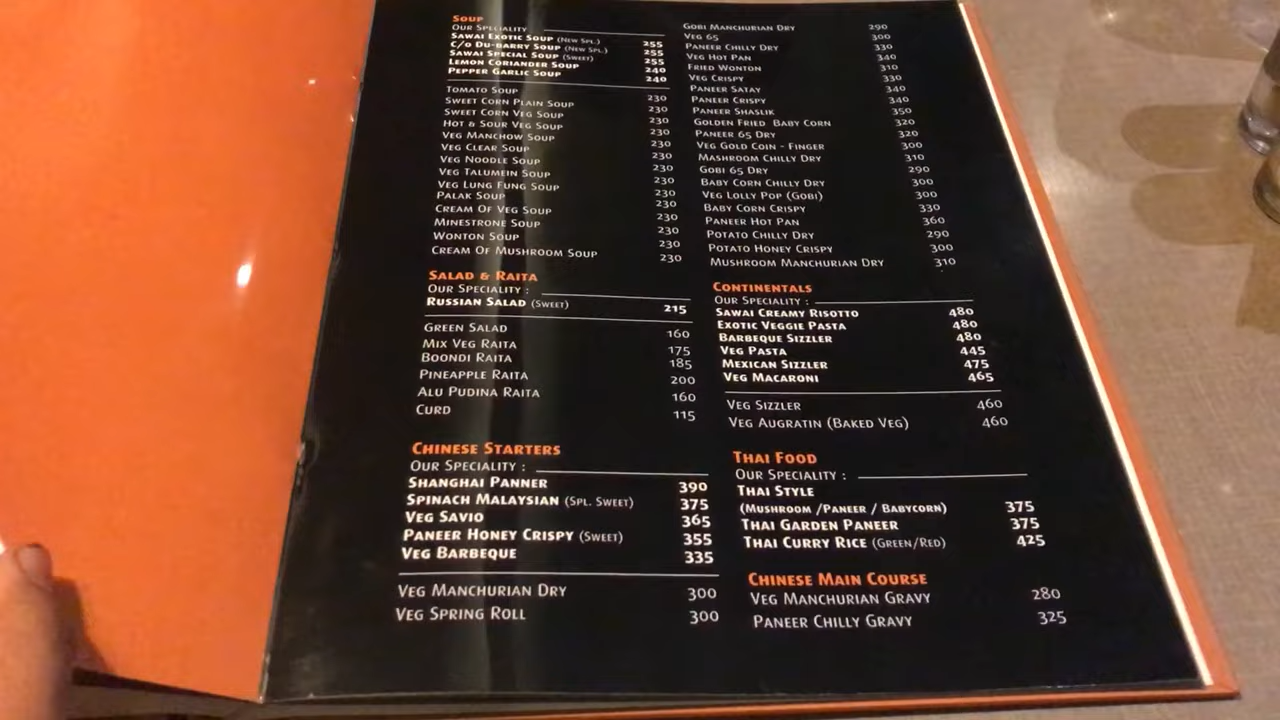 Soup
Our Speciality
Sawai Exotic Soup (New Spl.) 255
C/o Du-barry Soup (New Spl.) 255
Sawai Special Soup (Sweet) 255
Lemon Coriander Soup 240
Pepper Garlic Soup 240
Tomato Soup 230
Sweet Corn Plain Soup 230
Sweet Corn Veg Soup 230
Hot & Sour Veg Soup 230
Veg Manchow Soup 230
Veg Clear Soup 230
Veg Noodle Soup 230
Veg Talumein Soup 230
Veg Lung Fung Soup 230
Palak Soup 230
Cream Of Veg Soup 230
Minestrone Soup 230
Wonton Soup 230
Cream Of Mushroom Soup 230
Salad & Raita
Our Speciality :
Russian Salad (Sweet) 215
Green Salad 160
Mix Veg Raita 175
Boondi Raita 185
Pineapple Raita 200
Alu Pudina Raita 160
Curd 115
Chinese Starters
Our Speciality :
Shanghai Panner 390
Spinach Malaysian (Spl. Sweet) 375
Veg Savio 365
Paneer Honey Crispy (Sweet) 355
Veg Barbeque 335
Veg Manchurian Dry 300
Veg Spring Roll 300
Gobi Manchurian Dry 290
Veg 65 300
Paneer Chilly Dry 330
Veg Hot Pan 340
Fried Wonton 310
Veg Crispy 330
Paneer Satay 340
Paneer Crispy 340
Paneer Shaslik 350
Golden Fried Baby Corn 320
Paneer 65 Dry 320
Veg Gold Coin - Finger 300
Mashroom Chilly Dry 310
Gobi 65 Dry 290
Baby Corn Chilly Dry 300
Veg Lolly Pop (Gobi) 300
Baby Corn Crispy 330
Paneer Hot Pan 360
Potato Chilly Dry 290
Potato Honey Crispy 300
Mushroom Manchurian Dry 310
Continentals
Our Speciality :
Sawai Creamy Risotto 480
Exotic Veggie Pasta 480
Barbeque Sizzler 480
Veg Pasta 445
Mexican Sizzler 475
Veg Macaroni 465
Veg Sizzler 460
Veg Augratin (Baked Veg) 460
Thai Food
Our Speciality :
Thai Style
(Mushroom /Paneer / Babycorn) 375
Thai Garden Paneer 375
Thai Curry Rice (Green/Red) 425
Chinese Main Course
Veg Manchurian Gravy 280
Paneer Chilly Gravy 325